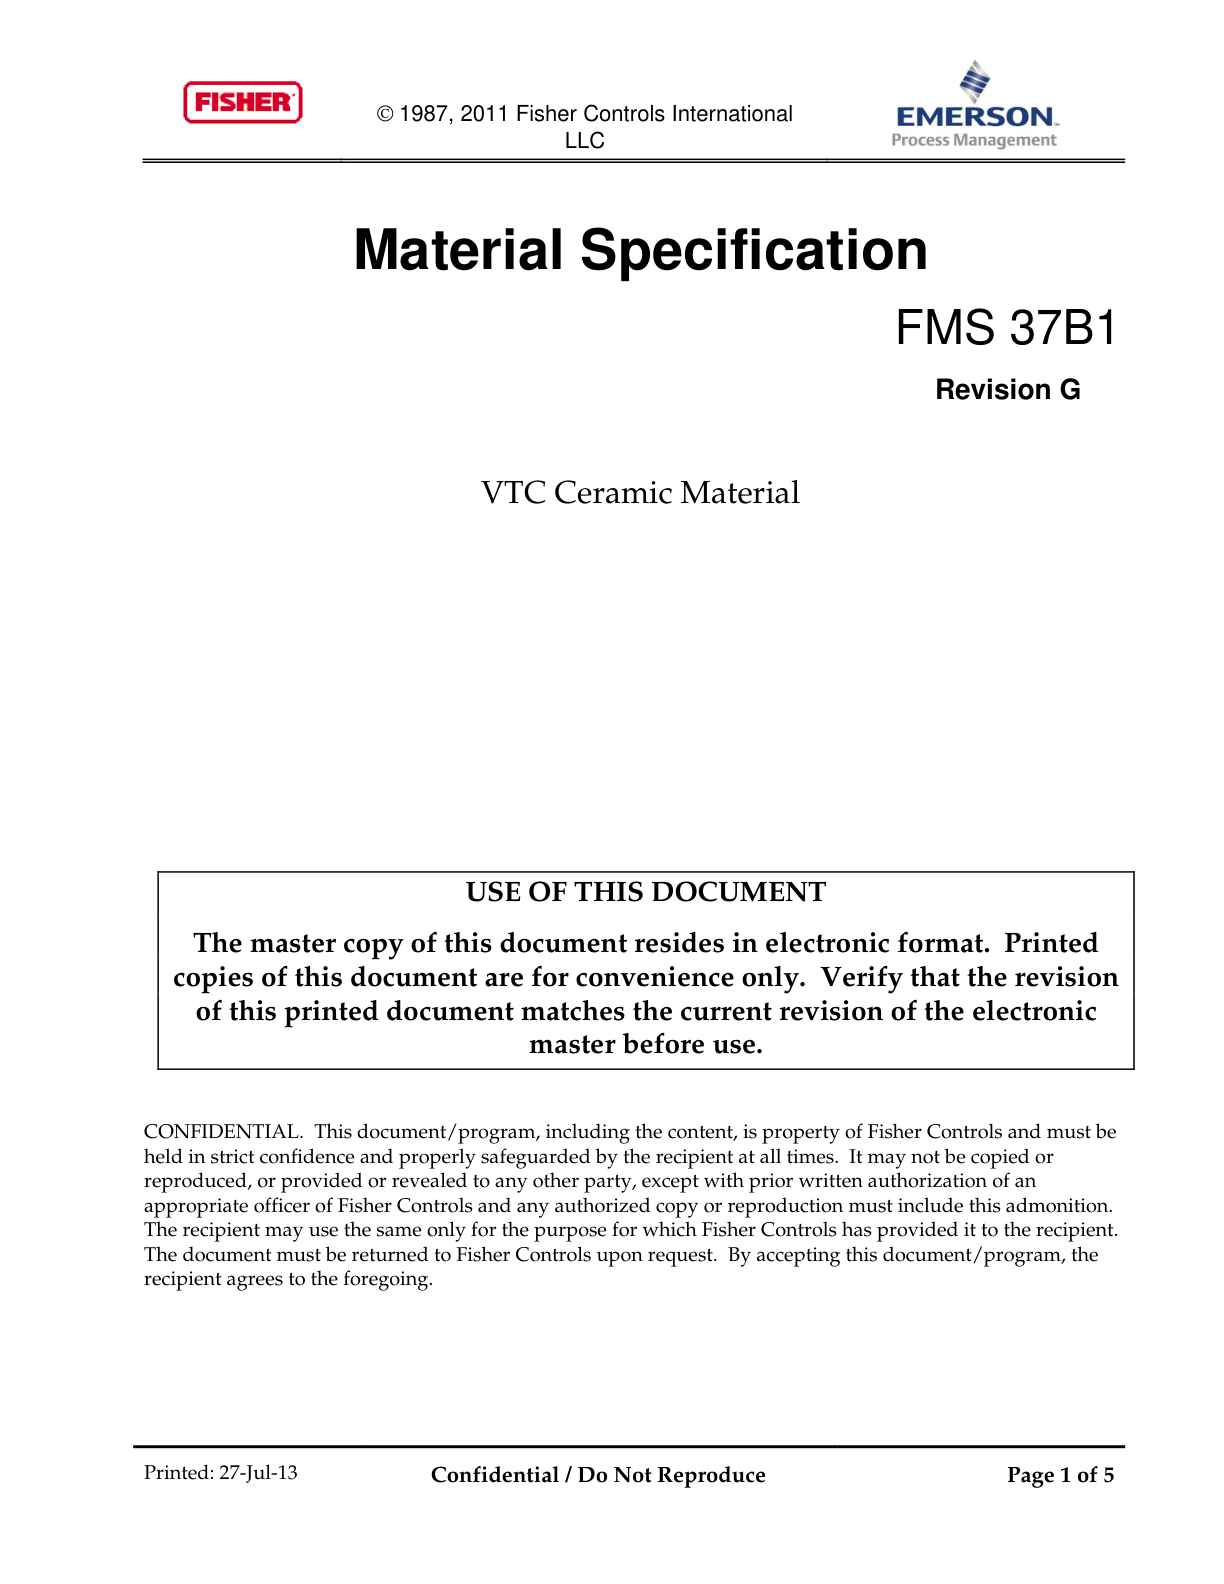 FISHER
© 1987, 2011 Fisher Controls International
LLC
EMERSON™
Process Management
Material Specification
FMS 37B1
Revision G
VTC Ceramic Material
USE OF THIS DOCUMENT
The master copy of this document resides in electronic format.  Printed
copies of this document are for convenience only.  Verify that the revision
of this printed document matches the current revision of the electronic
master before use.
CONFIDENTIAL.  This document/program, including the content, is property of Fisher Controls and must be
held in strict confidence and properly safeguarded by the recipient at all times.  It may not be copied or
reproduced, or provided or revealed to any other party, except with prior written authorization of an
appropriate officer of Fisher Controls and any authorized copy or reproduction must include this admonition.
The recipient may use the same only for the purpose for which Fisher Controls has provided it to the recipient.
The document must be returned to Fisher Controls upon request.  By accepting this document/program, the
recipient agrees to the foregoing.
Printed: 27-Jul-13
Confidential / Do Not Reproduce
Page 1 of 5